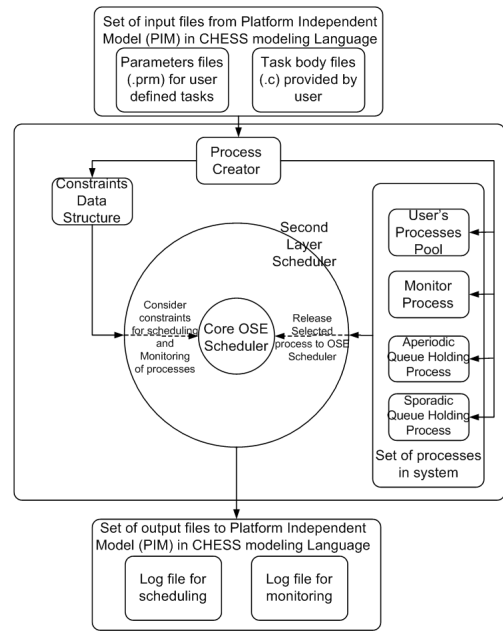 Set of input files from Platform Independent
Model (PIM) in CHESS modeling Language
Parameters files
(.prm) for user
defined tasks
Task body files
(.c) provided by
user
Process
Creator
Constraints
Data
Structure
Second
Layer
Scheduler
User's
Processes
Pool
Monitor
Process
Consider
constraints
for scheduling
and
Monitoring
of processes
Core OSE
Scheduler
Release
Selected
process to OSE
Scheduler
Aperiodic
Queue Holding
Process
Sporadic
Queue Holding
Process
Set of processes
in system
Set of output files to Platform Independent
Model (PIM) in CHESS modeling Language
Log file for
scheduling
Log file for
monitoring